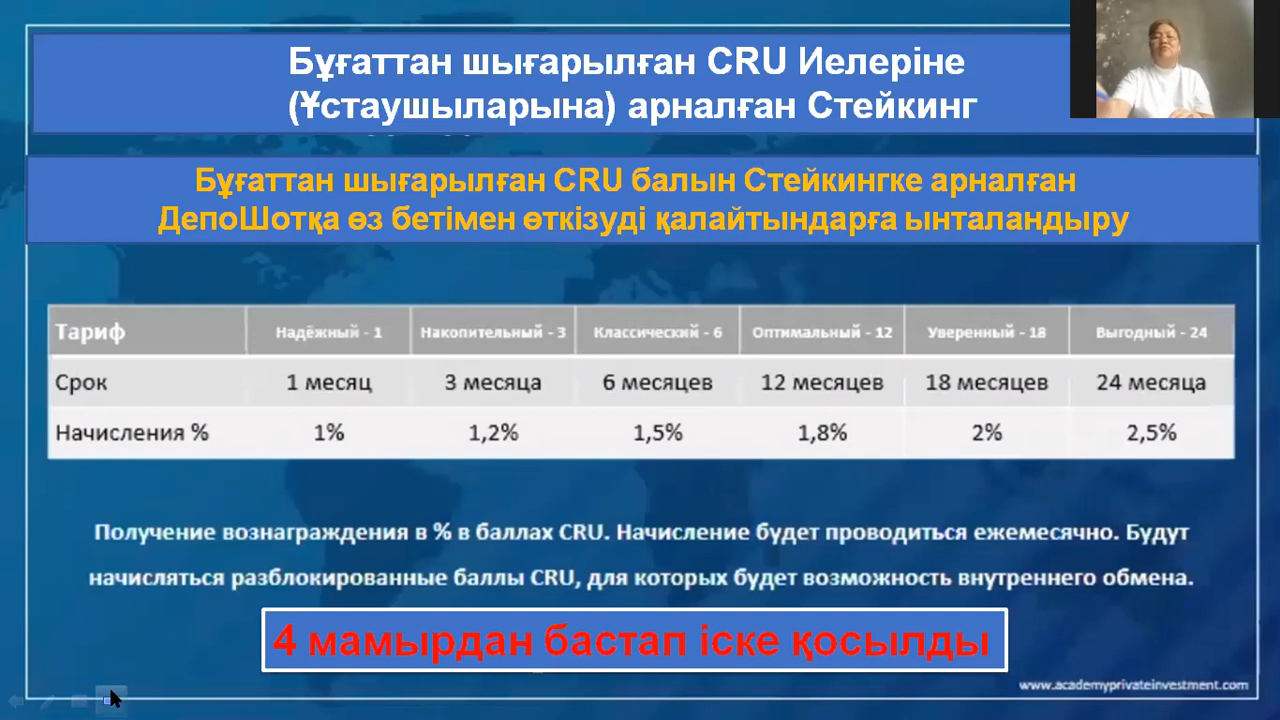 Бұғаттан шығарылған CRU Иелеріне
(Ұстаушыларына) арналған Стейкинг
Бұғаттан шығарылған CRU балын Стейкингке арналған
ДепоШотқа өз бетімен өткізуді қалайтындарға ынталандыру
Тариф Надёжный - 1 Накопительный - 3 Классический - 6 Оптимальный - 12 Уверенный - 18 Выгодный - 24
Срок 1 месяц 3 месяца 6 месяцев 12 месяцев 18 месяцев 24 месяца
Начисления % 1% 1,2% 1,5% 1,8% 2% 2,5%
Получение вознаграждения в % в баллах CRU. Начисление будет проводиться ежемесячно. Будут
начисляться разблокированные баллы CRU, для которых будет возможность внутреннего обмена.
4 мамырдан бастап іске қосылды
www.academyprivateinvestment.com